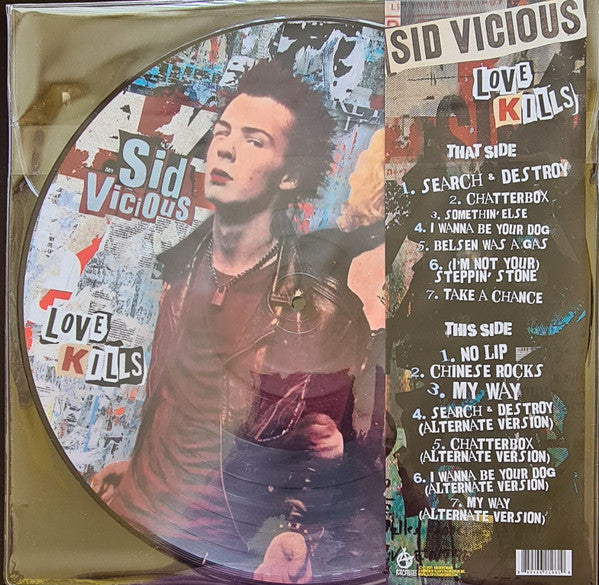 Sid
Vicious
LOVE
KILLS
SID VICIOUS
LOVE
KILLS
THAT SIDE
1. SEARCH & DESTROY
2. CHATTERBOX
3. SOMETHIN' ELSE
4. I WANNA BE YOUR DOG
5. BELSEN WAS A GAS
6. (I'M NOT YOUR)
STEPPIN' STONE
7. TAKE A CHANCE
THIS SIDE
1. NO LIP
2. CHINESE ROCKS
3. MY WAY
4. SEARCH & DESTROY
(ALTERNATE VERSION)
5. CHATTERBOX
(ALTERNATE VERSION)
6. I WANNA BE YOUR DOG
(ALTERNATE VERSION)
7. MY WAY
(ALTERNATE VERSION)